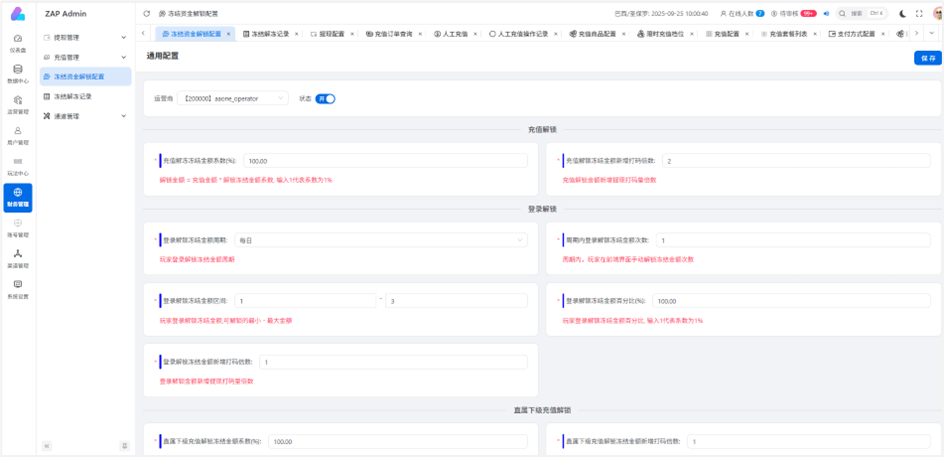 ZAP Admin
冻结资金解锁配置
巴西/圣保罗: 2025-09-25 10:00:40
在线人数 2
待审核 99+
搜索 Ctrl K
仪表盘
数据中心
运营管理
用户管理
玩法中心
财务管理
账号管理
渠道管理
系统设置
提现管理
充值管理
冻结资金解锁配置
冻结解冻记录
通道管理
冻结资金解锁配置 ×
冻结解冻记录 ×
提现配置 ×
充值订单查询 ×
人工充值 ×
人工充值操作记录 ×
充值商品配置 ×
限时充值档位 ×
充值配置 ×
充值套餐列表 ×
支付方式配置 ×
通用配置
保 存
运营商
【200000】
状态
开
充值解锁
* 充值解冻冻结金额系数(%):
100.00
解锁金额 = 充值金额 * 解锁冻结金额系数, 输入1代表系数为1%
* 充值解锁冻结金额新增打码倍数:
2
充值解锁金额新增提现打码量倍数
登录解锁
* 登录解锁冻结金额周期:
每日
玩家登录解锁冻结金额周期
* 周期内登录解锁冻结金额次数:
1
周期内，玩家在前端界面手动解锁冻结金额次数
* 登录解锁冻结金额区间:
1
~
3
玩家登录解锁冻结金额,可解锁的最小 - 最大金额
* 登录解锁冻结金额百分比(%):
100.00
玩家登录解锁冻结金额百分比, 输入1代表系数为1%
* 登录解锁冻结金额新增打码倍数:
1
登录解锁金额新增提现打码量倍数
直属下级充值解锁
* 直属下级充值解锁冻结金额系数(%):
100.00
* 直属下级充值解锁冻结金额新增打码倍数:
1